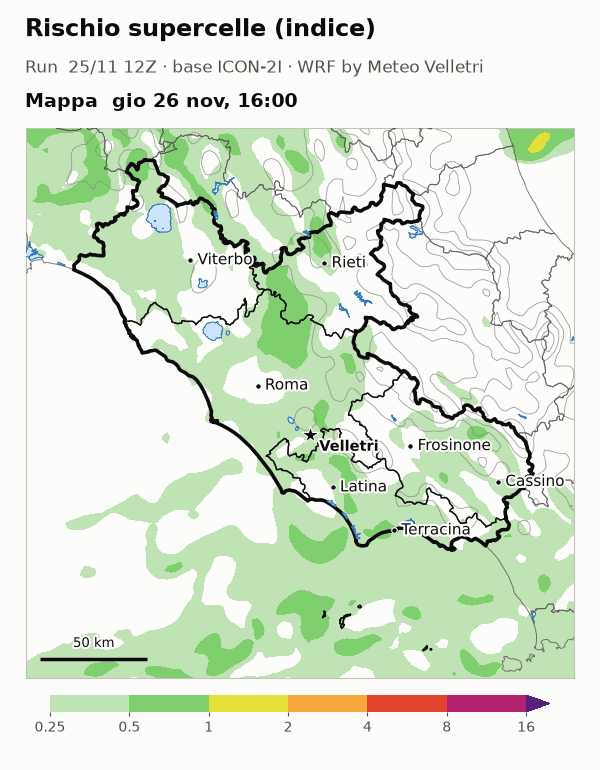 Rischio supercelle (indice)
Run  25/11 12Z · base ICON-2I · WRF by Meteo Velletri
Mappa  gio 26 nov, 16:00
Viterbo
Rieti
Roma
Velletri
Frosinone
Cassino
Latina
Terracina
50 km
0.25 0.5 1 2 4 8 16